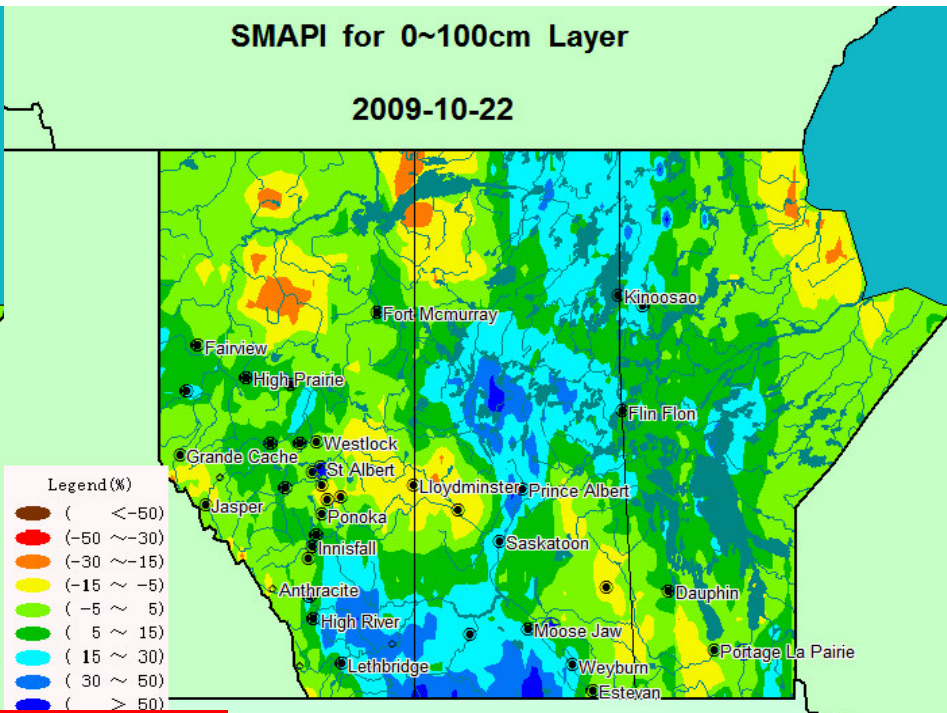 SMAPI for 0~100cm Layer
2009-10-22
Kinoosao
Fort Mcmurray
Fairview
High Prairie
Flin Flon
Westlock
Grande Cache
St Albert
Lloydminster
Prince Albert
Jasper
Ponoka
Saskatoon
Innisfall
Anthracite
Dauphin
High River
Moose Jaw
Portage La Pairie
Lethbridge
Weyburn
Estevan
Legend(%)
( <-50)
(-50 ~-30)
(-30 ~-15)
(-15 ~ -5)
( -5 ~ 5)
( 5 ~ 15)
( 15 ~ 30)
( 30 ~ 50)
( > 50)